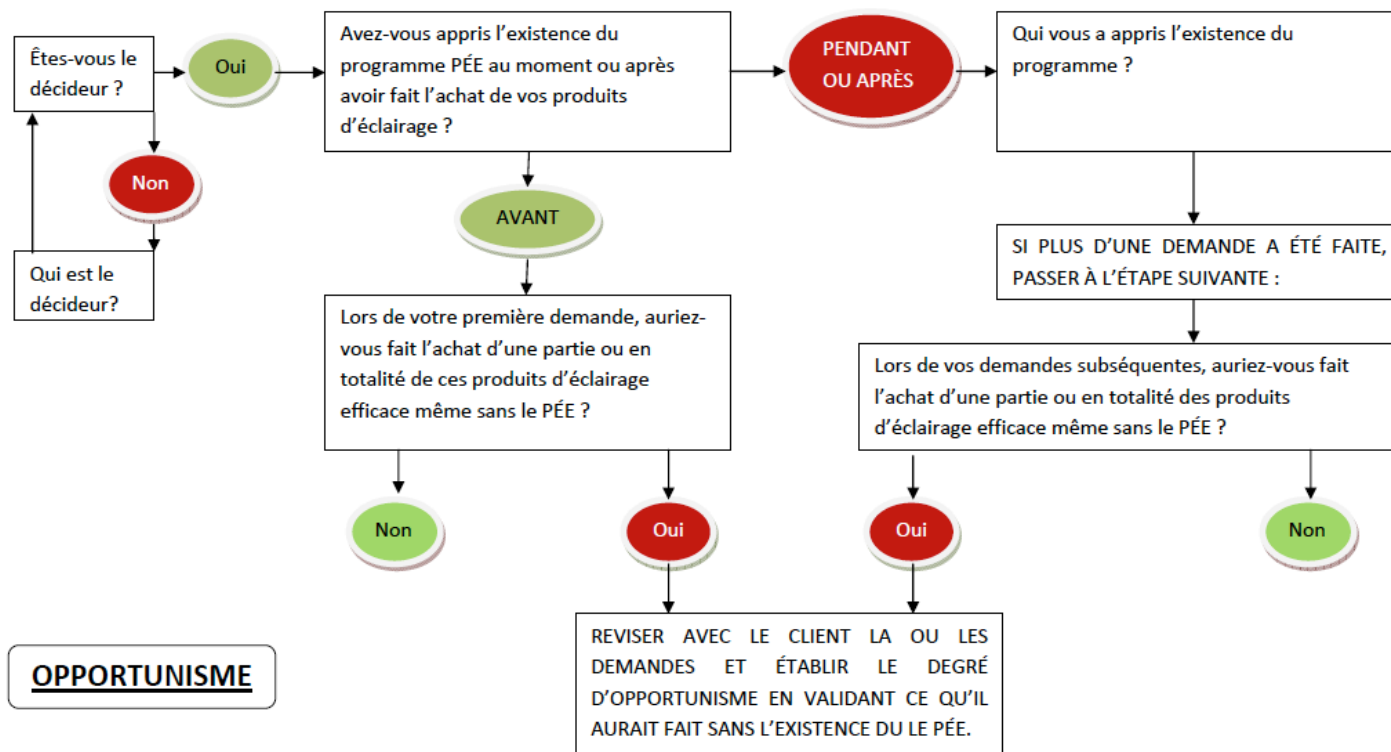 Êtes-vous le
décideur ?
Oui
Avez-vous appris l’existence du
programme PÉE au moment ou après
avoir fait l’achat de vos produits
d’éclairage ?
PENDANT
OU APRÈS
Qui vous a appris l’existence du
programme ?
Non
AVANT
Qui est le
décideur?
SI PLUS D’UNE DEMANDE A ÉTÉ FAITE,
PASSER À L’ÉTAPE SUIVANTE :
Lors de votre première demande, auriez-
vous fait l’achat d’une partie ou en
totalité de ces produits d’éclairage
efficace même sans le PÉE ?
Lors de vos demandes subséquentes, auriez-vous fait
l’achat d’une partie ou en totalité des produits
d’éclairage efficace même sans le PÉE ?
Non
Oui
Oui
Non
REVISER AVEC LE CLIENT LA OU LES
DEMANDES ET ÉTABLIR LE DEGRÉ
D’OPPORTUNISME EN VALIDANT CE QU’IL
AURAIT FAIT SANS L’EXISTENCE DU LE PÉE.
OPPORTUNISME